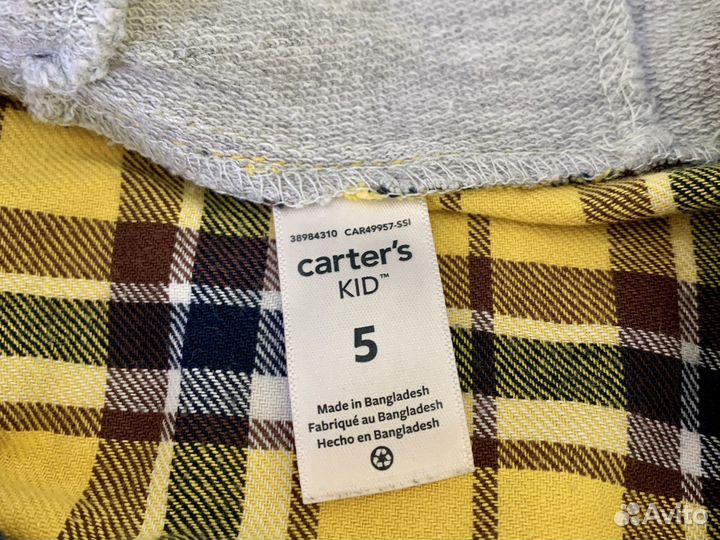 38984310 CAR49957-SSI
carter's
KID™
5
Made in Bangladesh
Fabriqué au Bangladesh
Hecho en Bangladesh
Avito